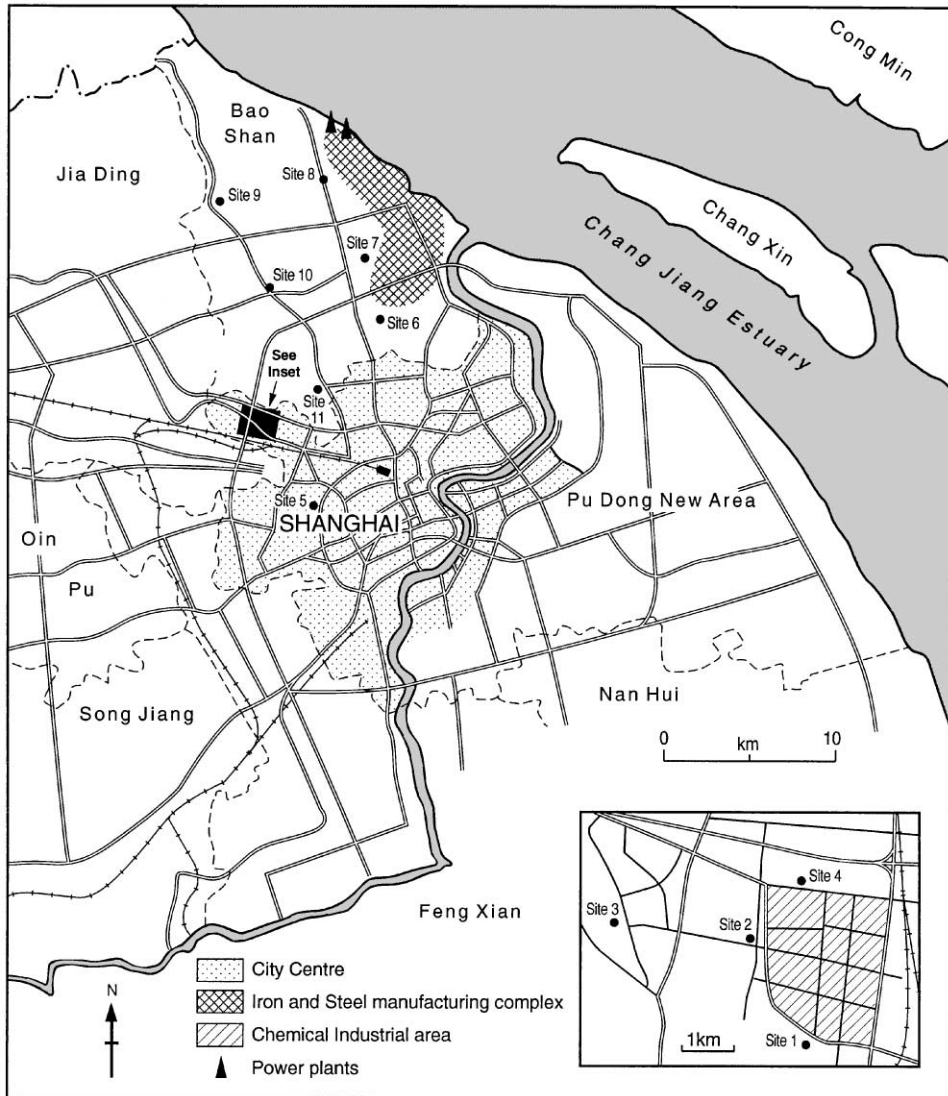 Cong Min
Bao
Shan
Jia Ding
Site 8
Site 9
Chang Xin
Site 7
Chang Jiang Estuary
Site 10
Site 6
See
Inset
Site
11
Site 5
SHANGHAI
Pu Dong New Area
Oin
Pu
Song Jiang
Nan Hui
0 km 10
Feng Xian
Site 4
Site 3
Site 2
Site 1
1km
N
City Centre
Iron and Steel manufacturing complex
Chemical Industrial area
Power plants